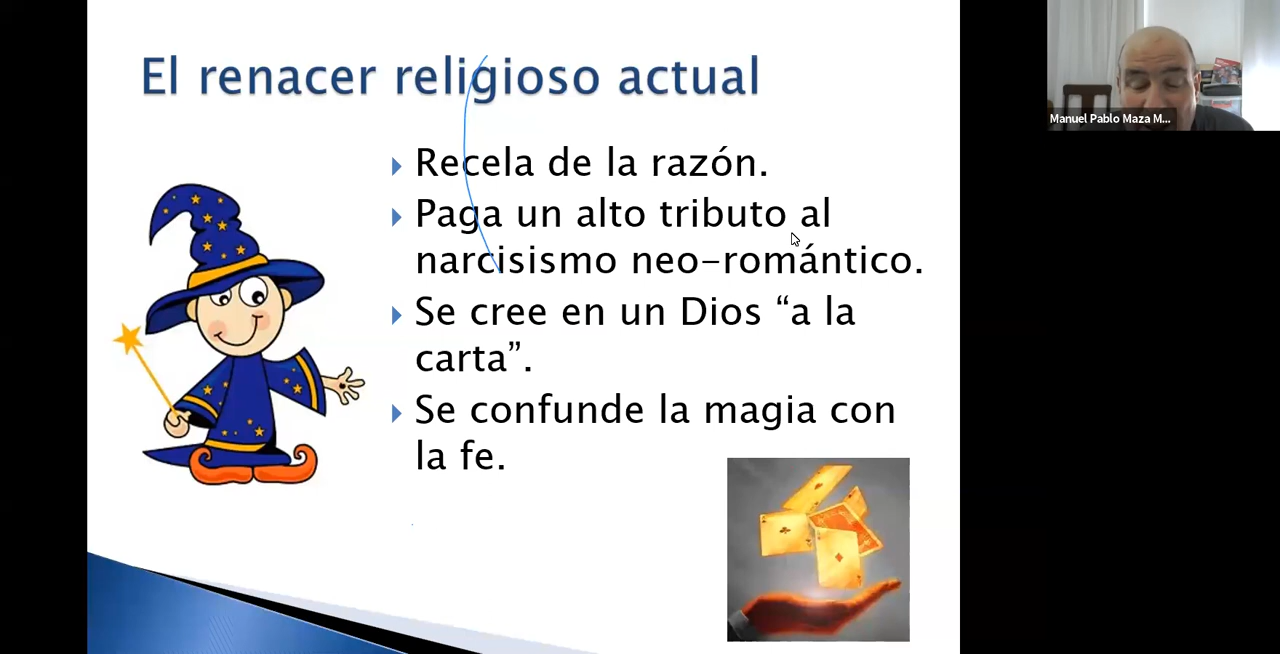 El renacer religioso actual
Recela de la razón.
Paga un alto tributo al
narcisismo neo-romántico.
Se cree en un Dios “a la
carta”.
Se confunde la magia con
la fe.
Manuel Pablo Maza M...